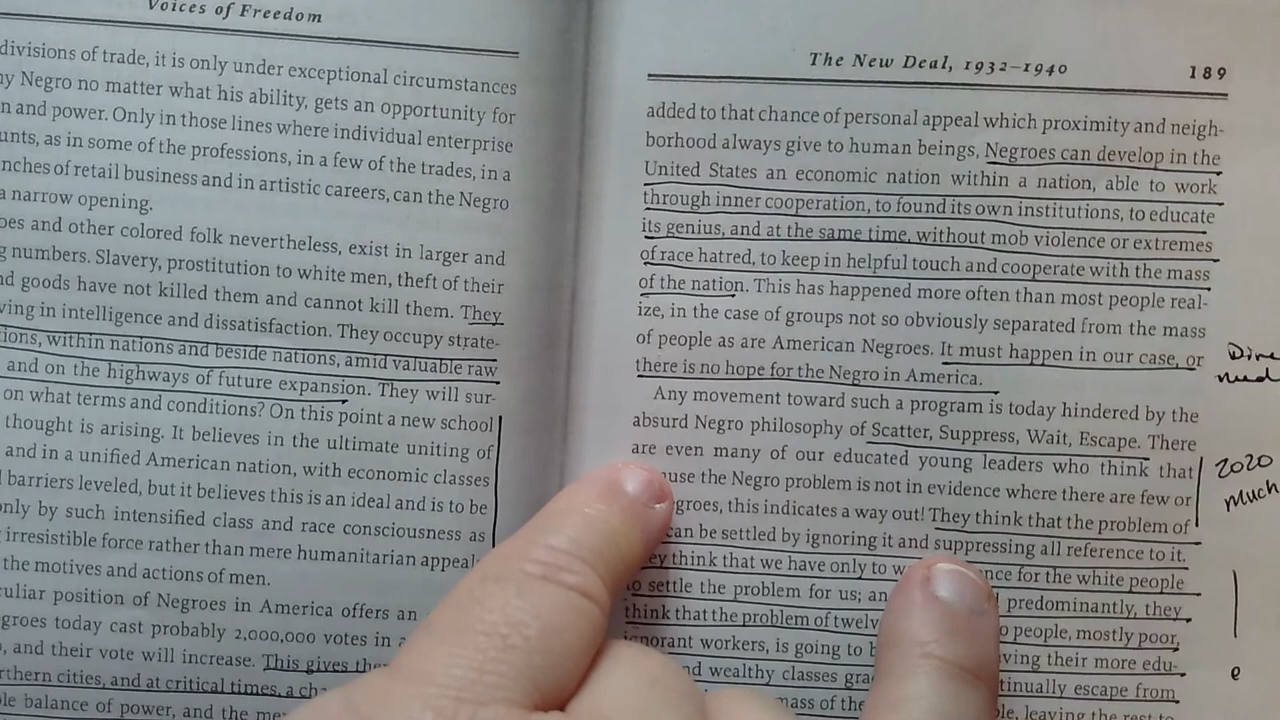 Voices of Freedom
divisions of trade, it is only under exceptional circumstances
ny Negro no matter what his ability, gets an opportunity for
n and power. Only in those lines where individual enterprise
unts, as in some of the professions, in a few of the trades, in a
nches of retail business and in artistic careers, can the Negro
a narrow opening.
oes and other colored folk nevertheless, exist in larger and
g numbers. Slavery, prostitution to white men, theft of their
nd goods have not killed them and cannot kill them. They
ving in intelligence and dissatisfaction. They occupy strate-
ions, within nations and beside nations, amid valuable raw
and on the highways of future expansion. They will sur-
on what terms and conditions? On this point a new school
thought is arising. It believes in the ultimate uniting of
and in a unified American nation, with economic classes
l barriers leveled, but it believes this is an ideal and is to be
only by such intensified class and race consciousness as
irresistible force rather than mere humanitarian appeal
the motives and actions of men.
culiar position of Negroes in America offers an
groes today cast probably 2,000,000 votes in
, and their vote will increase. This gives the
rthern cities, and at critical times, a cha
le balance of power, and the me
The New Deal, 1932–1940 189
added to that chance of personal appeal which proximity and neigh-
borhood always give to human beings, Negroes can develop in the
United States an economic nation within a nation, able to work
through inner cooperation, to found its own institutions, to educate
its genius, and at the same time, without mob violence or extremes
of race hatred, to keep in helpful touch and cooperate with the mass
of the nation. This has happened more often than most people real-
ize, in the case of groups not so obviously separated from the mass
of people as are American Negroes. It must happen in our case, or
there is no hope for the Negro in America.
Any movement toward such a program is today hindered by the
absurd Negro philosophy of Scatter, Suppress, Wait, Escape. There
are even many of our educated young leaders who think that
use the Negro problem is not in evidence where there are few or
groes, this indicates a way out! They think that the problem of
can be settled by ignoring it and suppressing all reference to it.
ey think that we have only to w nce for the white people
to settle the problem for us; an predominantly, they
think that the problem of twelv o people, mostly poor,
ignorant workers, is going to b ving their more edu-
nd wealthy classes gra tinually escape from
mass of the ple, leaving the rest to
need
2020
much